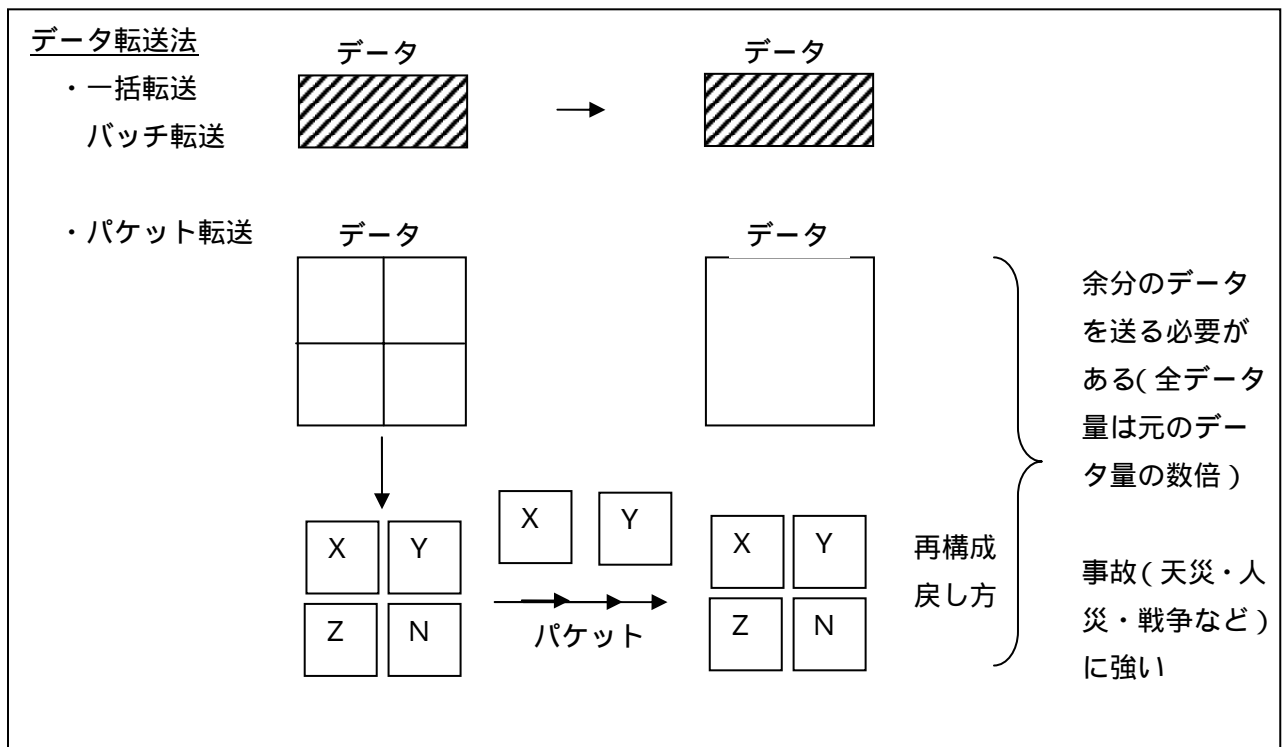 データ転送法
・一括転送
バッチ転送
データ
データ
・パケット転送
データ
データ
X
Y
Z
N
X
Y
パケット
X
Y
Z
N
再構成
戻し方
余分のデータ
を送る必要が
ある(全データ
量は元のデー
タ量の数倍)
事故(天災・人
災・戦争など)
に強い